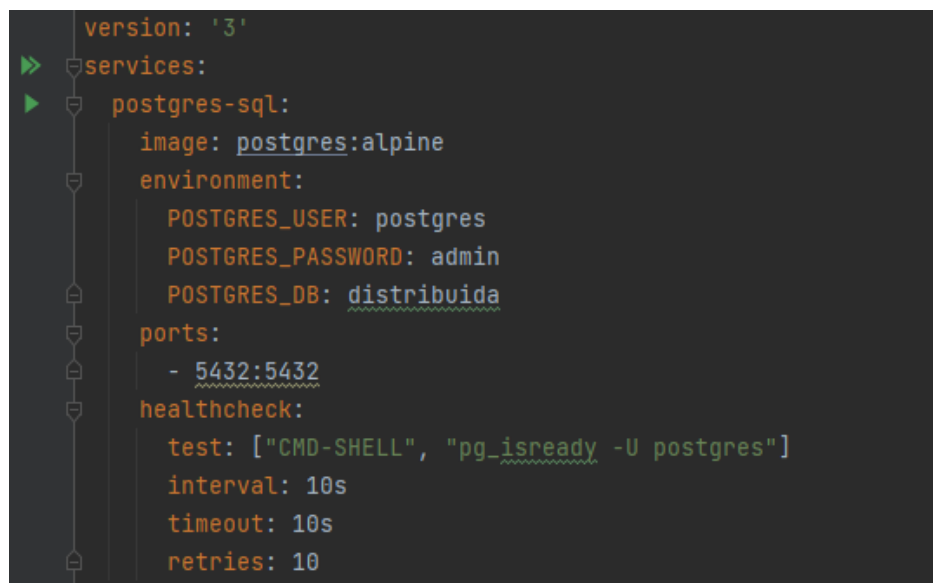 version: '3'
services:
  postgres-sql:
    image: postgres:alpine
    environment:
      POSTGRES_USER: postgres
      POSTGRES_PASSWORD: admin
      POSTGRES_DB: distribuida
    ports:
      - 5432:5432
    healthcheck:
      test: ["CMD-SHELL", "pg_isready -U postgres"]
      interval: 10s
      timeout: 10s
      retries: 10